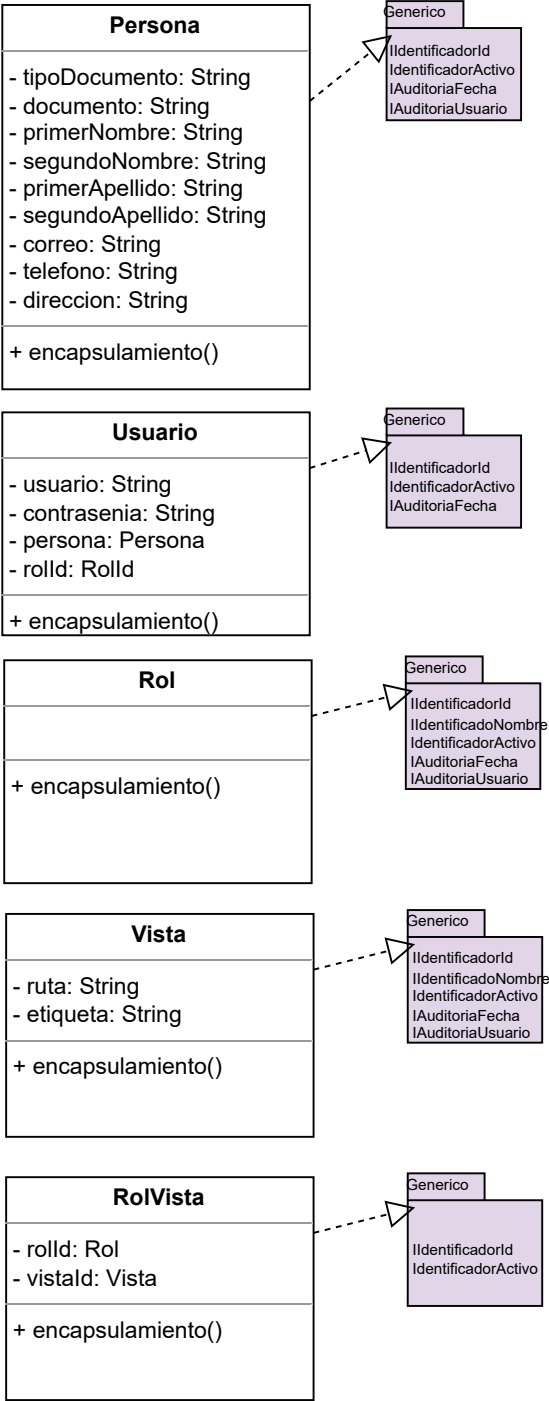 Persona
- tipoDocumento: String
- documento: String
- primerNombre: String
- segundoNombre: String
- primerApellido: String
- segundoApellido: String
- correo: String
- telefono: String
- direccion: String
+ encapsulamiento()
Generico
IIdentificadorId
IdentificadorActivo
IAuditoriaFecha
IAuditoriaUsuario
Usuario
- usuario: String
- contrasenia: String
- persona: Persona
- rolId: RolId
+ encapsulamiento()
Generico
IIdentificadorId
IdentificadorActivo
IAuditoriaFecha
Rol
+ encapsulamiento()
Generico
IIdentificadorId
IIdentificadoNombre
IdentificadorActivo
IAuditoriaFecha
IAuditoriaUsuario
Vista
- ruta: String
- etiqueta: String
+ encapsulamiento()
Generico
IIdentificadorId
IIdentificadoNombre
IdentificadorActivo
IAuditoriaFecha
IAuditoriaUsuario
RolVista
- rolId: Rol
- vistaId: Vista
+ encapsulamiento()
Generico
IIdentificadorId
IdentificadorActivo